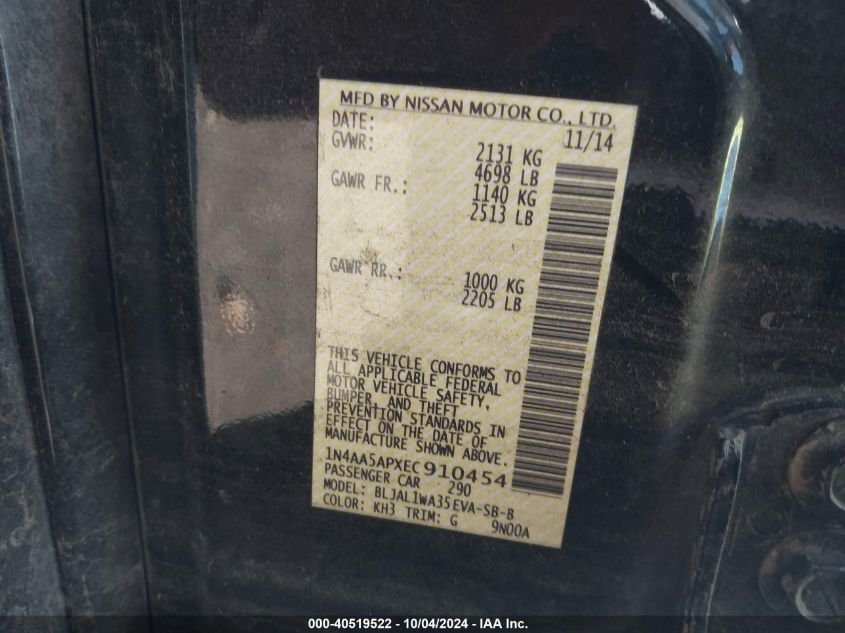 MFD BY NISSAN MOTOR CO., LTD.
DATE: 11/14
GVWR: 2131 KG
4698 LB
GAWR FR.: 1140 KG
2513 LB
GAWR RR.: 1000 KG
2205 LB
THIS VEHICLE CONFORMS TO
ALL APPLICABLE FEDERAL
MOTOR VEHICLE SAFETY,
BUMPER, AND THEFT
PREVENTION STANDARDS IN
EFFECT ON THE DATE OF
MANUFACTURE SHOWN ABOVE.
1N4AA5APXEC910454
PASSENGER CAR 290
MODEL: BLJAL1WA35EVA-SB-B
COLOR: KH3 TRIM: G 9N00A
000-40519522 - 10/04/2024 - IAA Inc.